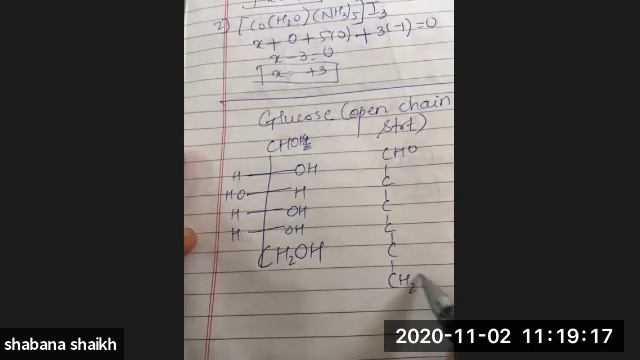 2) [Co(H2O)(NH3)5]I3
x + 0 + 5(0) + 3(-1) = 0
x - 3 = 0
x = +3
Glucose (open chain
strt)
CHO
H OH
HO H
H OH
H OH
CH2OH
CHO
C
C
C
C
CH2
shabana shaikh
2020-11-02 11:19:17